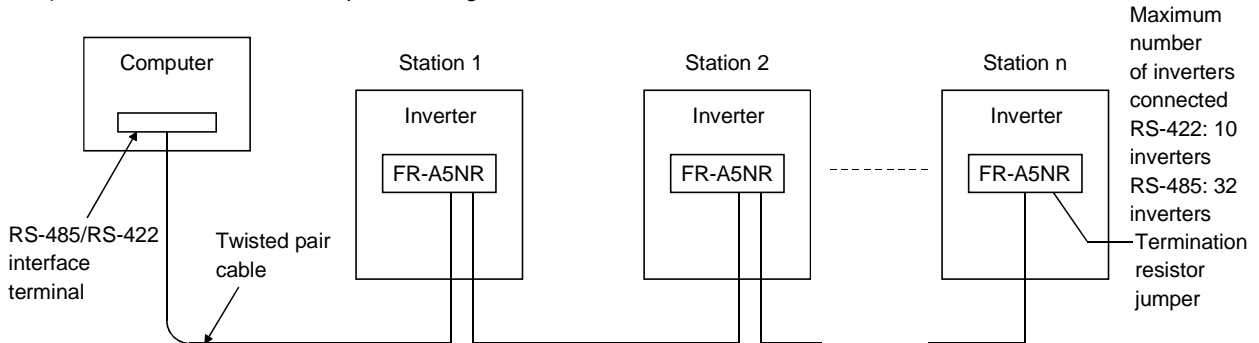 Computer
Station 1
Station 2
Station n
Inverter
Inverter
Inverter
FR-A5NR
FR-A5NR
FR-A5NR
Maximum
number
of inverters
connected
RS-422: 10
inverters
RS-485: 32
inverters
Termination
resistor
jumper
RS-485/RS-422
interface
terminal
Twisted pair
cable